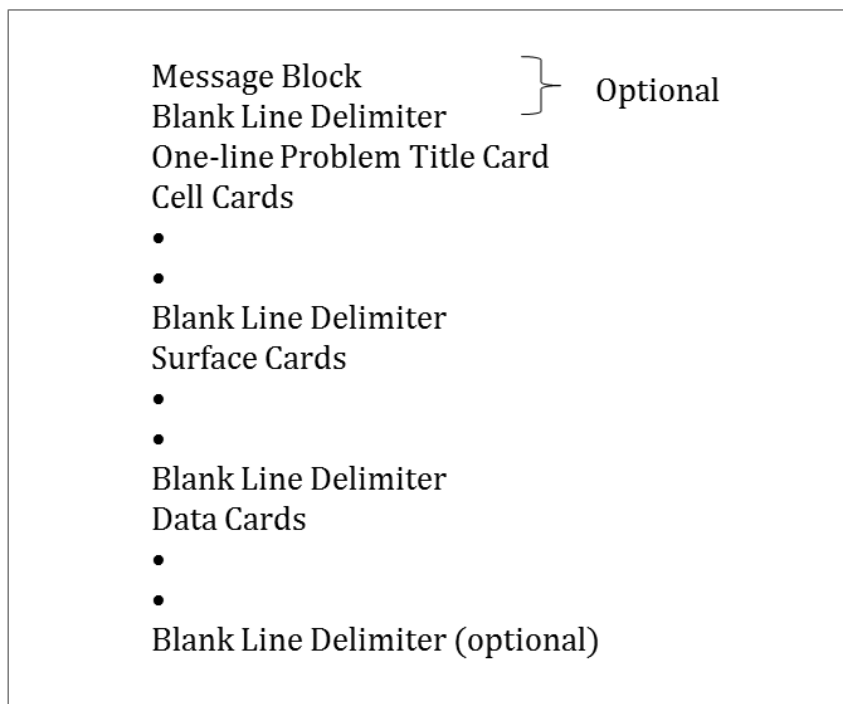 Message Block
Optional
Blank Line Delimiter
One-line Problem Title Card
Cell Cards
•
•
Blank Line Delimiter
Surface Cards
•
•
Blank Line Delimiter
Data Cards
•
•
Blank Line Delimiter (optional)